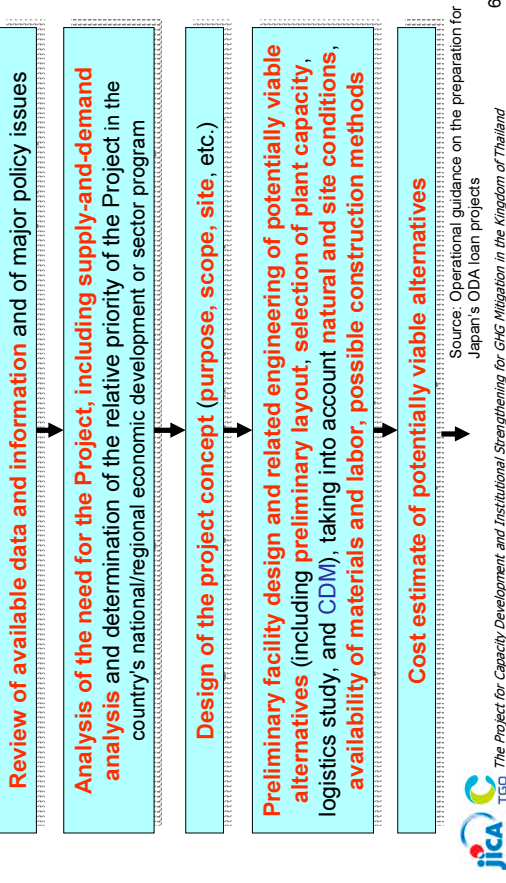 Review of available data and information and of major policy issues
Analysis of the need for the Project, including supply-and-demand
analysis and determination of the relative priority of the Project in the
country's national/regional economic development or sector program
Design of the project concept (purpose, scope, site, etc.)
Preliminary facility design and related engineering of potentially viable
alternatives (including preliminary layout, selection of plant capacity,
logistics study, and CDM), taking into account natural and site conditions,
availability of materials and labor, possible construction methods
Cost estimate of potentially viable alternatives
Source: Operational guidance on the preparation for
Japan's ODA loan projects
jICA TGO The Project for Capacity Development and Institutional Strengthening for GHG Mitigation in the Kingdom of Thailand
6